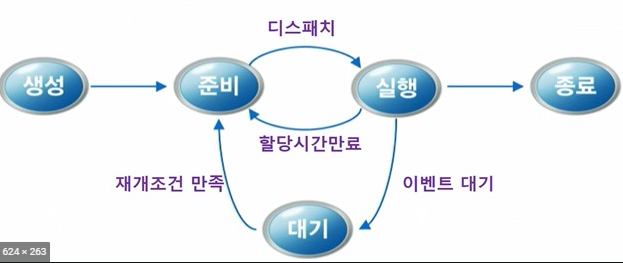 디스패치
생성
준비
실행
종료
할당시간만료
재개조건 만족
이벤트 대기
대기
624 × 263